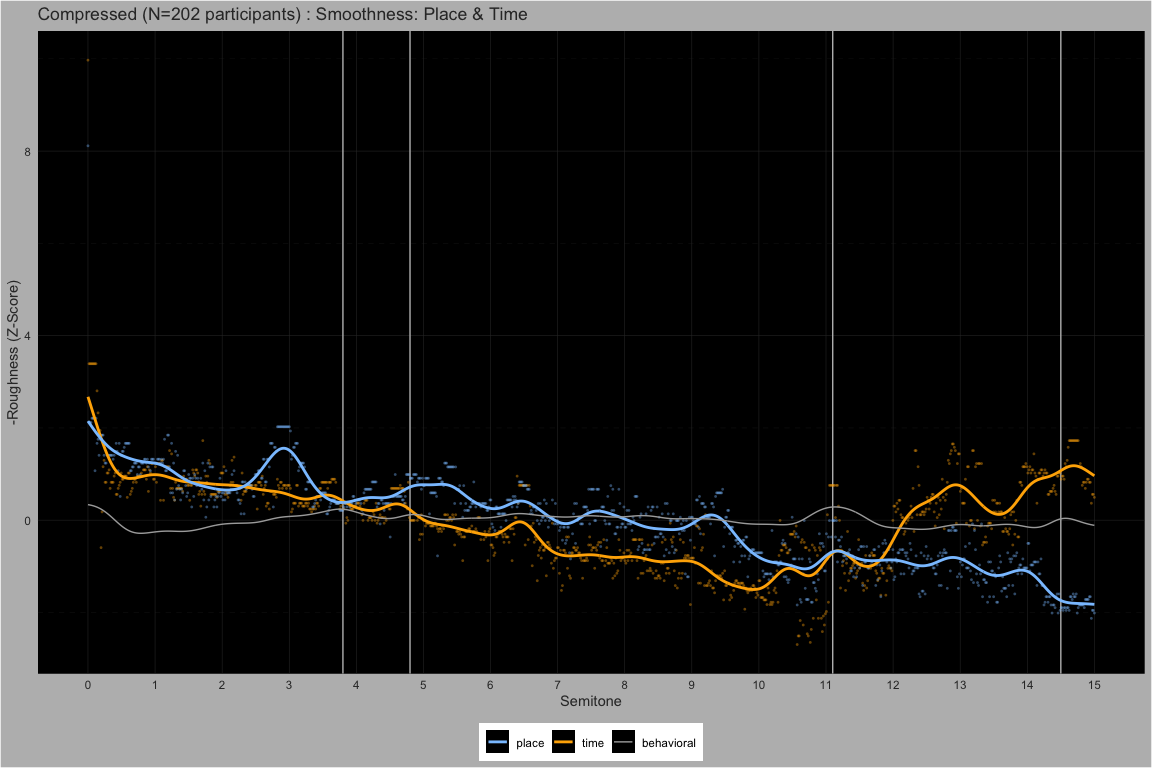 Compressed (N=202 participants) : Smoothness: Place & Time
-Roughness (Z-Score)
8
4
0
0 1 2 3 4 5 6 7 8 9 10 11 12 13 14 15
Semitone
place time behavioral